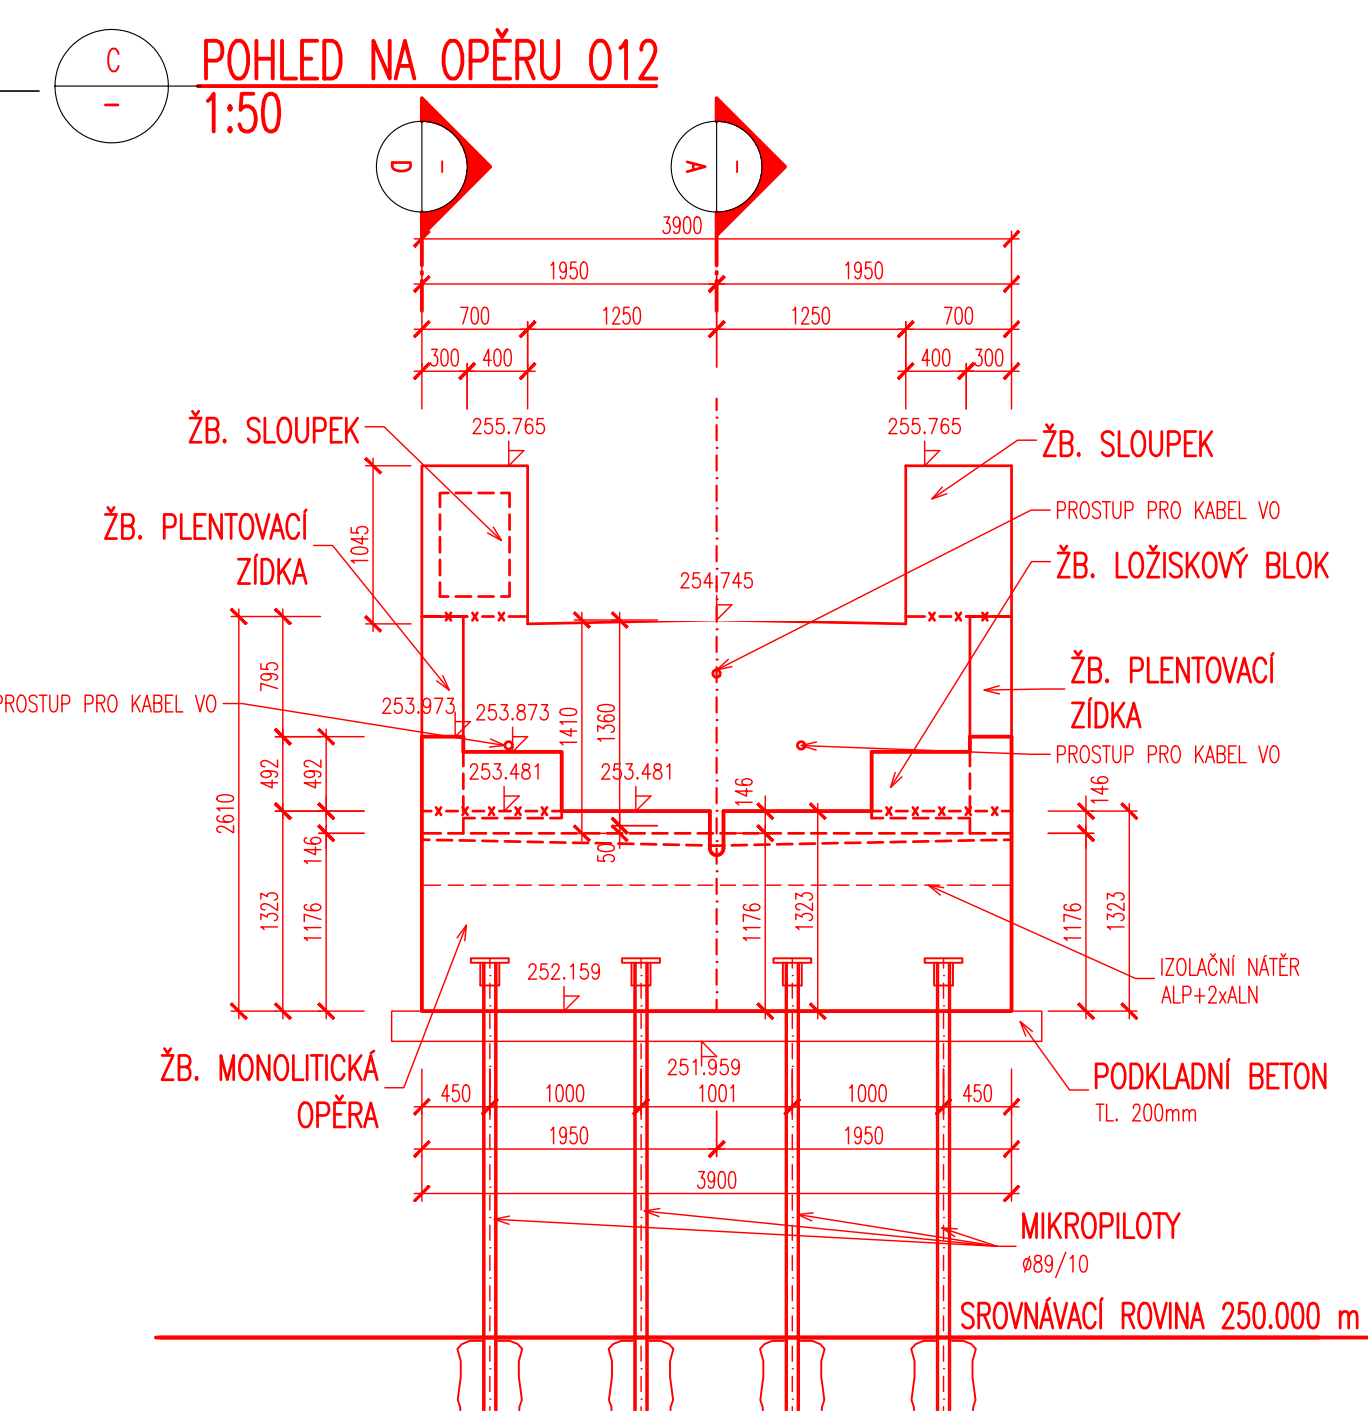 C
–
POHLED NA OPĚRU O12
1:50
D
–
A
–
3900
1950
1950
700
1250
1250
700
300
400
400
300
255.765
255.765
ŽB. SLOUPEK
ŽB. SLOUPEK
PROSTUP PRO KABEL VO
ŽB. PLENTOVACÍ
ZÍDKA
1045
ŽB. LOŽISKOVÝ BLOK
254.745
ŽB. PLENTOVACÍ
ZÍDKA
795
PROSTUP PRO KABEL VO
253.973
253.873
1410
1360
PROSTUP PRO KABEL VO
492
492
253.481
253.481
146
146
2610
146
50
1323
1176
1176
1323
1176
1323
252.159
IZOLAČNÍ NÁTĚR
ALP+2xALN
ŽB. MONOLITICKÁ
OPĚRA
251.959
PODKLADNÍ BETON
TL. 200mm
450
1000
1001
1000
450
1950
1950
3900
MIKROPILOTY
ø89/10
SROVNÁVACÍ ROVINA 250.000 m